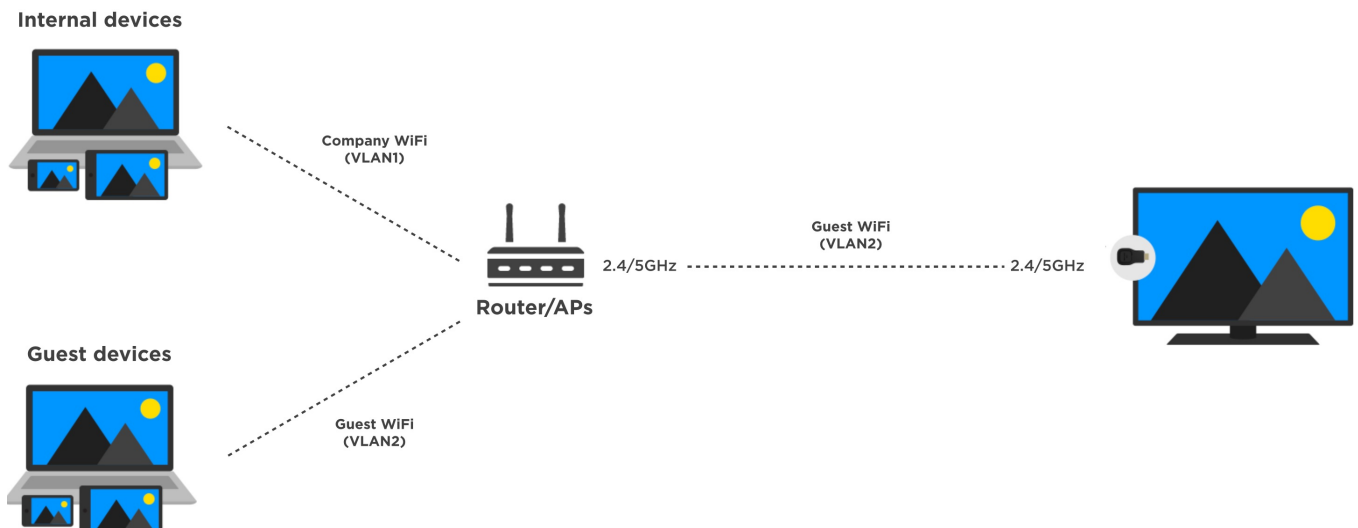 Internal devices
Company WiFi
(VLAN1)
Guest WiFi
(VLAN2)
2.4/5GHz
2.4/5GHz
Router/APs
Guest devices
Guest WiFi
(VLAN2)